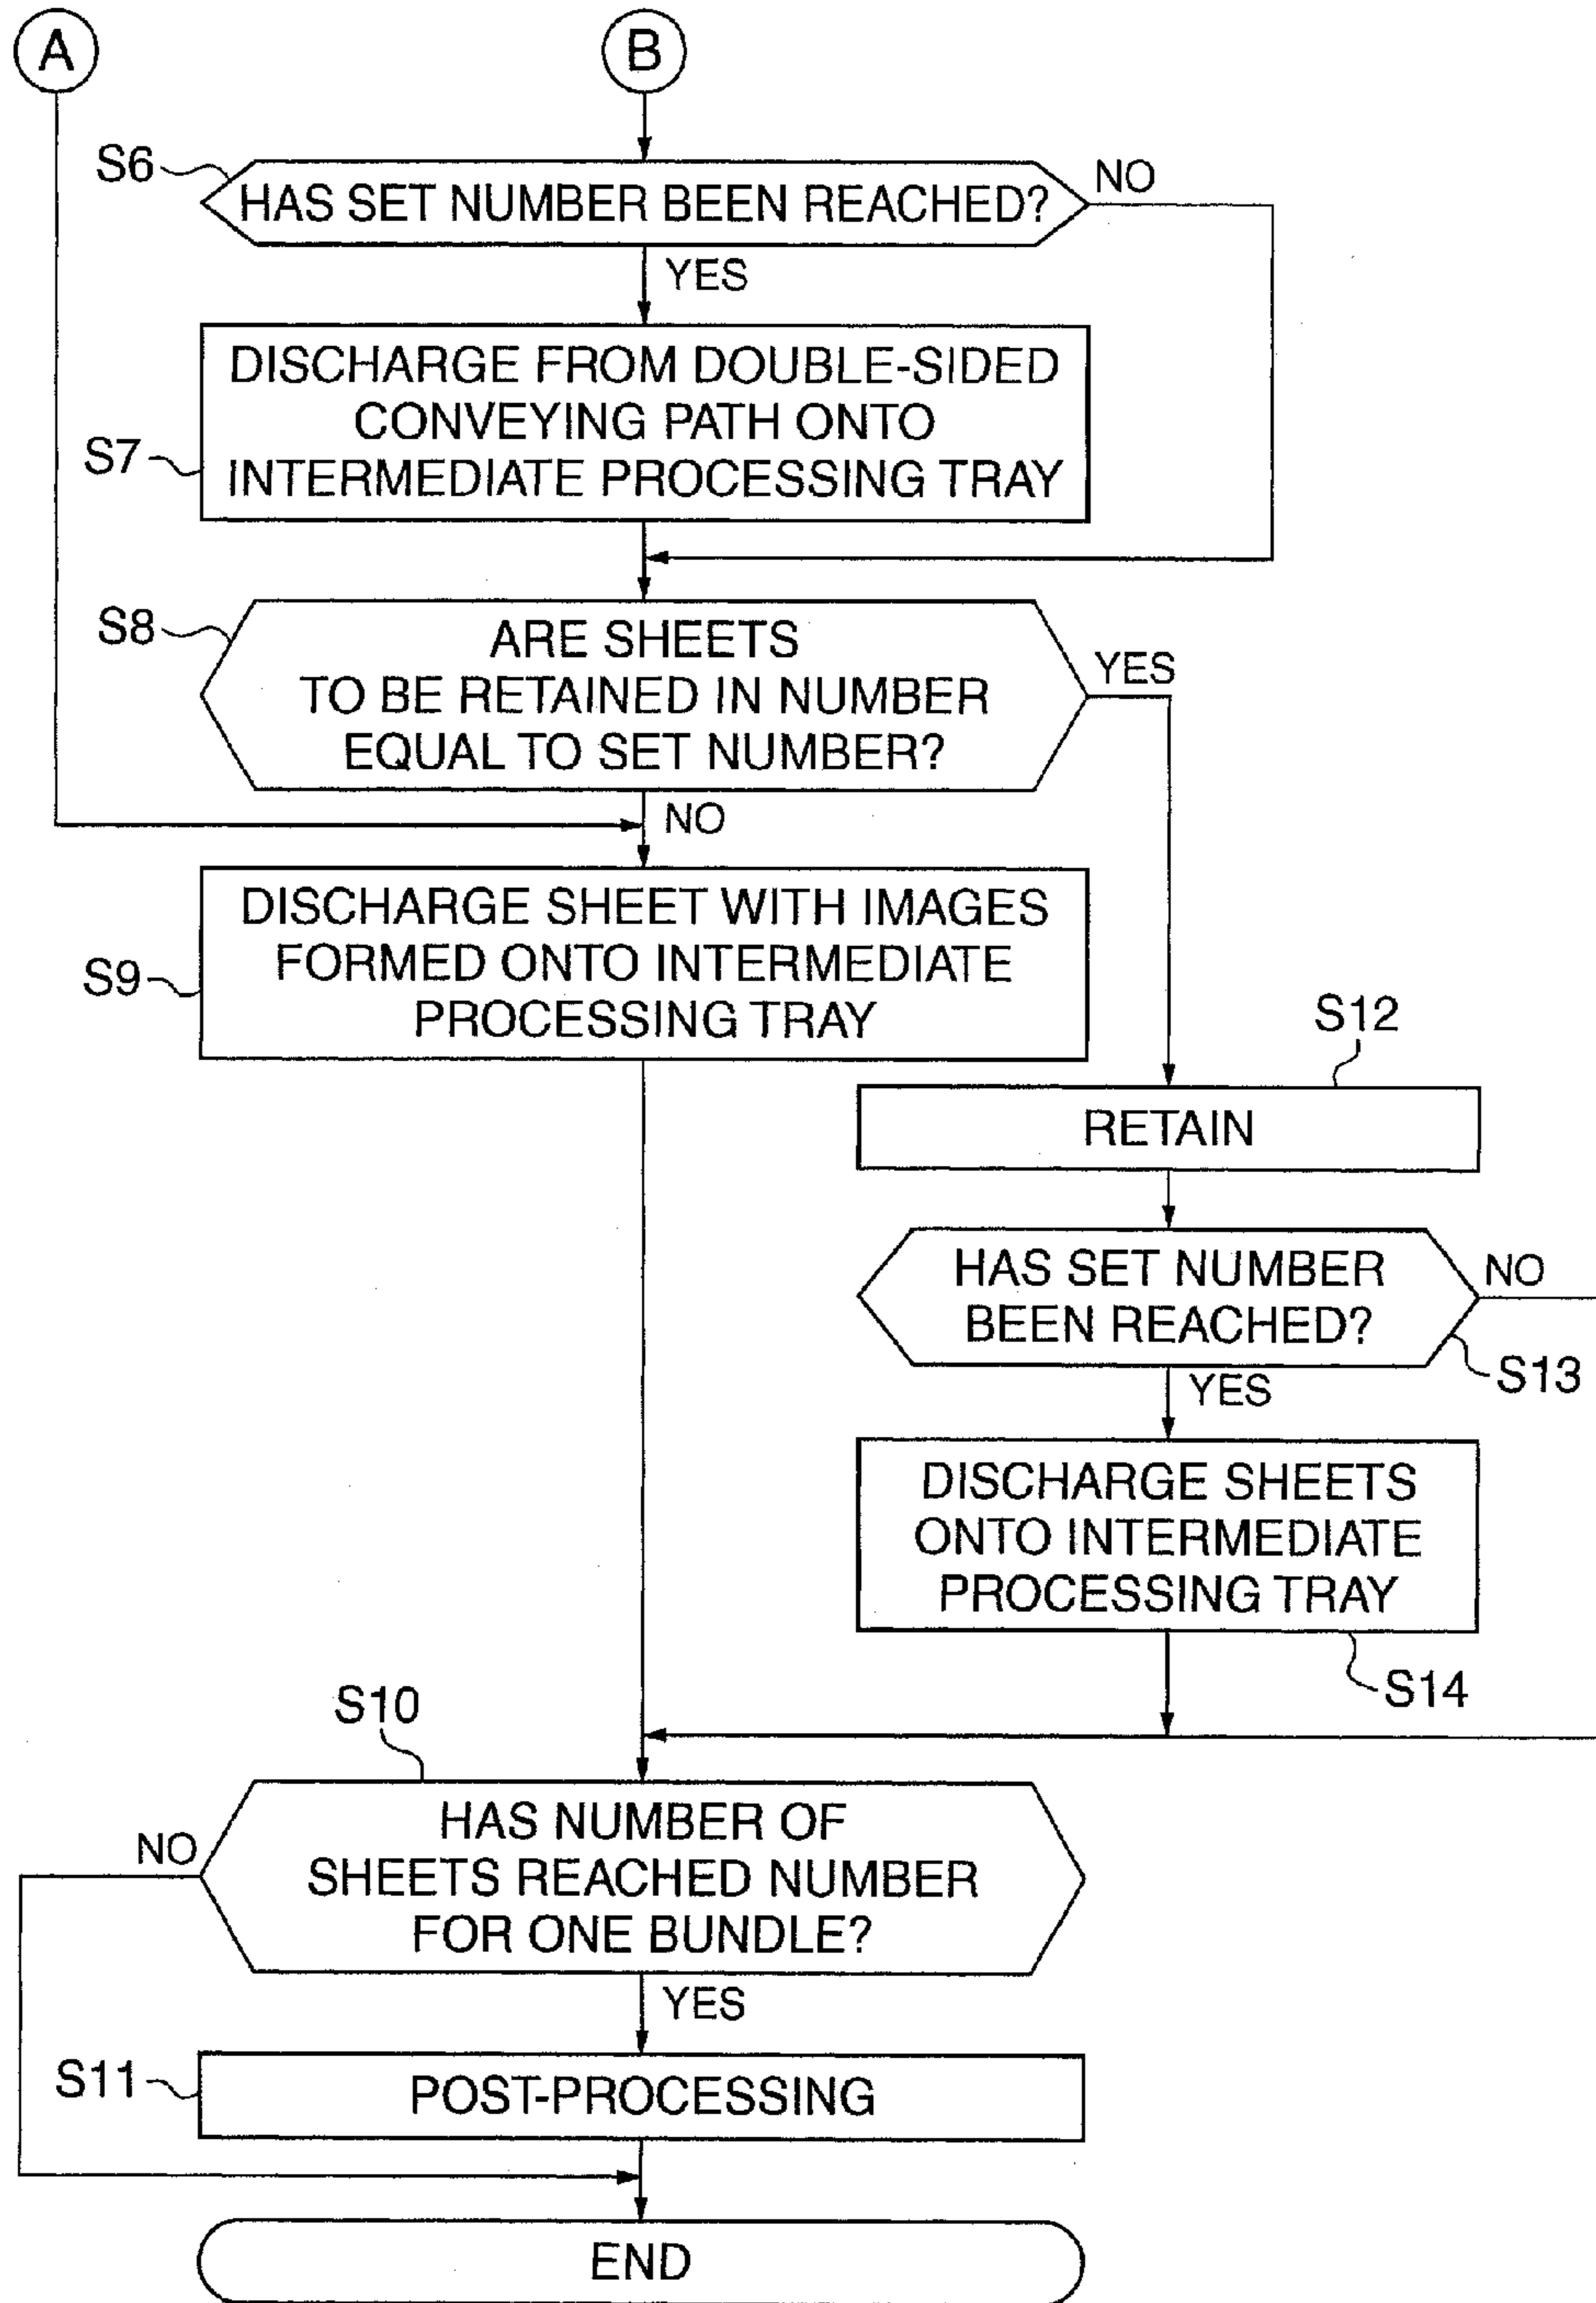 A
B
S6
HAS SET NUMBER BEEN REACHED?
NO
YES
S7
DISCHARGE FROM DOUBLE-SIDED
CONVEYING PATH ONTO
INTERMEDIATE PROCESSING TRAY
S8
ARE SHEETS
TO BE RETAINED IN NUMBER
EQUAL TO SET NUMBER?
YES
NO
S9
DISCHARGE SHEET WITH IMAGES
FORMED ONTO INTERMEDIATE
PROCESSING TRAY
S12
RETAIN
HAS SET NUMBER
BEEN REACHED?
NO
S13
YES
DISCHARGE SHEETS
ONTO INTERMEDIATE
PROCESSING TRAY
S14
S10
HAS NUMBER OF
SHEETS REACHED NUMBER
FOR ONE BUNDLE?
NO
YES
S11
POST-PROCESSING
END